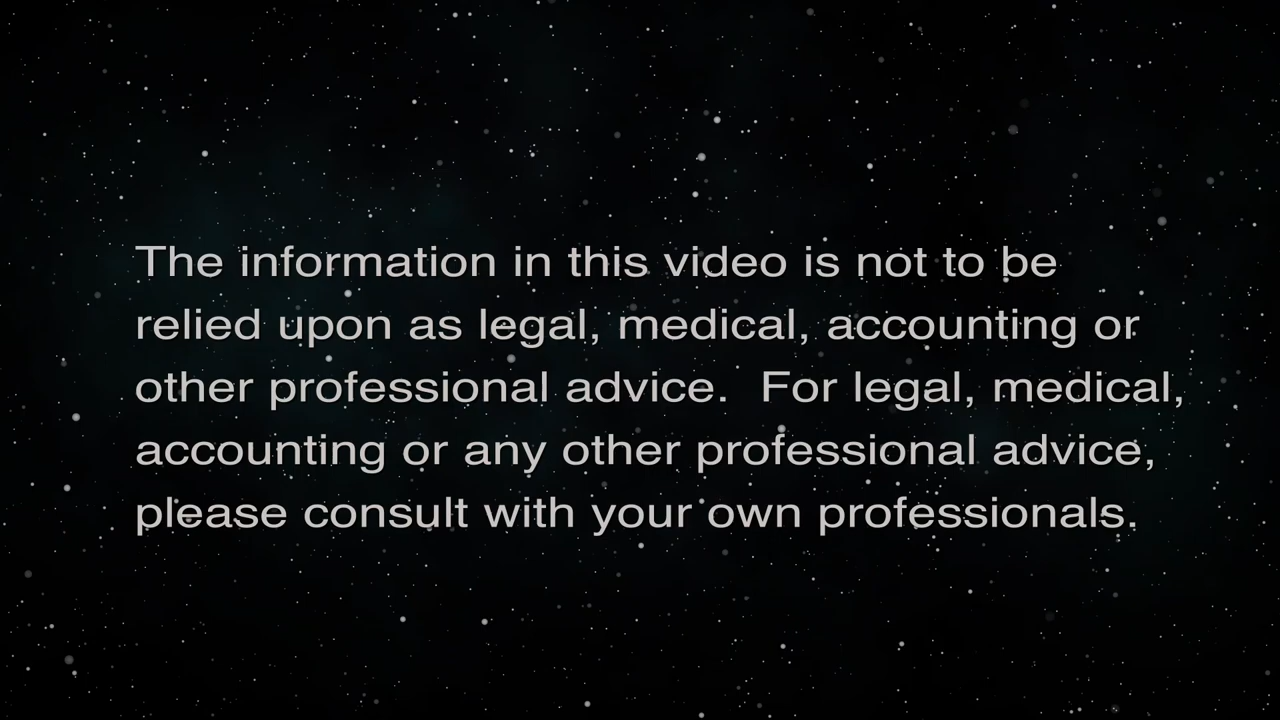 The information in this video is not to be
relied upon as legal, medical, accounting or
other professional advice.  For legal, medical,
accounting or any other professional advice,
please consult with your own professionals.